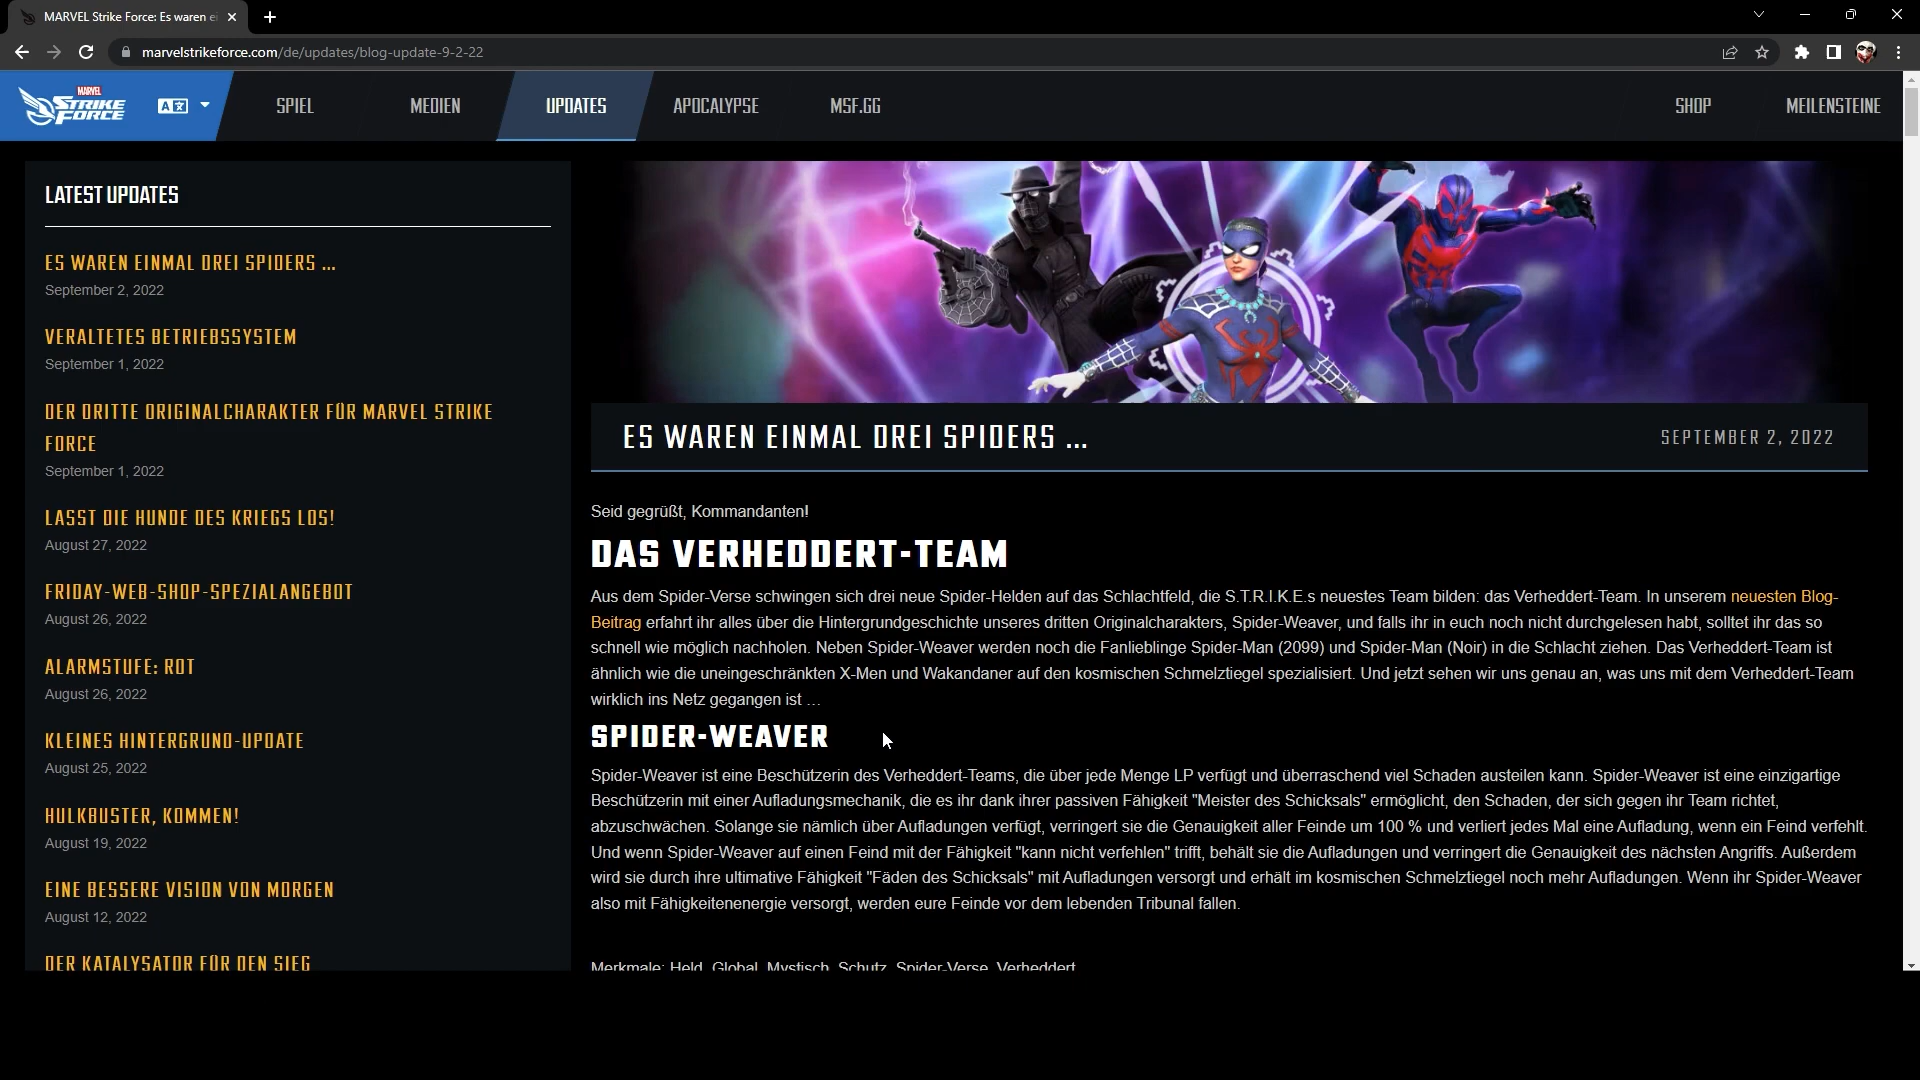 MARVEL Strike Force: Es waren ei
marvelstrikeforce.com/de/updates/blog-update-9-2-22
MARVEL
STRIKE
FORCE
SPIEL
MEDIEN
UPDATES
APOCALYPSE
MSF.GG
SHOP
MEILENSTEINE
LATEST UPDATES
ES WAREN EINMAL DREI SPIDERS ...
September 2, 2022
VERALTETES BETRIEBSSYSTEM
September 1, 2022
DER DRITTE ORIGINALCHARAKTER FÜR MARVEL STRIKE
FORCE
September 1, 2022
LASST DIE HUNDE DES KRIEGS LOS!
August 27, 2022
FRIDAY-WEB-SHOP-SPEZIALANGEBOT
August 26, 2022
ALARMSTUFE: ROT
August 26, 2022
KLEINES HINTERGRUND-UPDATE
August 25, 2022
HULKBUSTER, KOMMEN!
August 19, 2022
EINE BESSERE VISION VON MORGEN
August 12, 2022
DER KATALYSATOR FÜR DEN SIEG
ES WAREN EINMAL DREI SPIDERS ...
SEPTEMBER 2, 2022
Seid gegrüßt, Kommandanten!
DAS VERHEDDERT-TEAM
Aus dem Spider-Verse schwingen sich drei neue Spider-Helden auf das Schlachtfeld, die S.T.R.I.K.E.s neuestes Team bilden: das Verheddert-Team. In unserem neuesten Blog-
Beitrag erfahrt ihr alles über die Hintergrundgeschichte unseres dritten Originalcharakters, Spider-Weaver, und falls ihr in euch noch nicht durchgelesen habt, solltet ihr das so
schnell wie möglich nachholen. Neben Spider-Weaver werden noch die Fanlieblinge Spider-Man (2099) und Spider-Man (Noir) in die Schlacht ziehen. Das Verheddert-Team ist
ähnlich wie die uneingeschränkten X-Men und Wakandaner auf den kosmischen Schmelztiegel spezialisiert. Und jetzt sehen wir uns genau an, was uns mit dem Verheddert-Team
wirklich ins Netz gegangen ist …
SPIDER-WEAVER
Spider-Weaver ist eine Beschützerin des Verheddert-Teams, die über jede Menge LP verfügt und überraschend viel Schaden austeilen kann. Spider-Weaver ist eine einzigartige
Beschützerin mit einer Aufladungsmechanik, die es ihr dank ihrer passiven Fähigkeit "Meister des Schicksals" ermöglicht, den Schaden, der sich gegen ihr Team richtet,
abzuschwächen. Solange sie nämlich über Aufladungen verfügt, verringert sie die Genauigkeit aller Feinde um 100 % und verliert jedes Mal eine Aufladung, wenn ein Feind verfehlt.
Und wenn Spider-Weaver auf einen Feind mit der Fähigkeit "kann nicht verfehlen" trifft, behält sie die Aufladungen und verringert die Genauigkeit des nächsten Angriffs. Außerdem
wird sie durch ihre ultimative Fähigkeit "Fäden des Schicksals" mit Aufladungen versorgt und erhält im kosmischen Schmelztiegel noch mehr Aufladungen. Wenn ihr Spider-Weaver
also mit Fähigkeitenenergie versorgt, werden eure Feinde vor dem lebenden Tribunal fallen.
Merkmale: Held, Global, Mystisch, Schutz, Spider-Verse, Verheddert